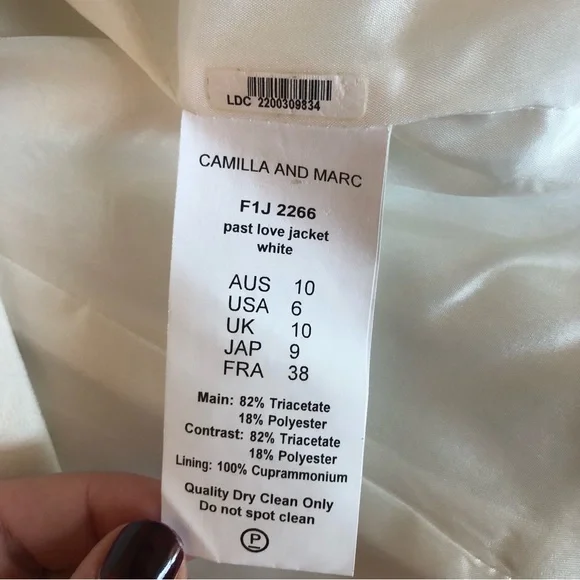 LDC 2200309834
CAMILLA AND MARC
F1J 2266
past love jacket
white
AUS 10
USA 6
UK 10
JAP 9
FRA 38
Main: 82% Triacetate
18% Polyester
Contrast: 82% Triacetate
18% Polyester
Lining: 100% Cuprammonium
Quality Dry Clean Only
Do not spot clean
P